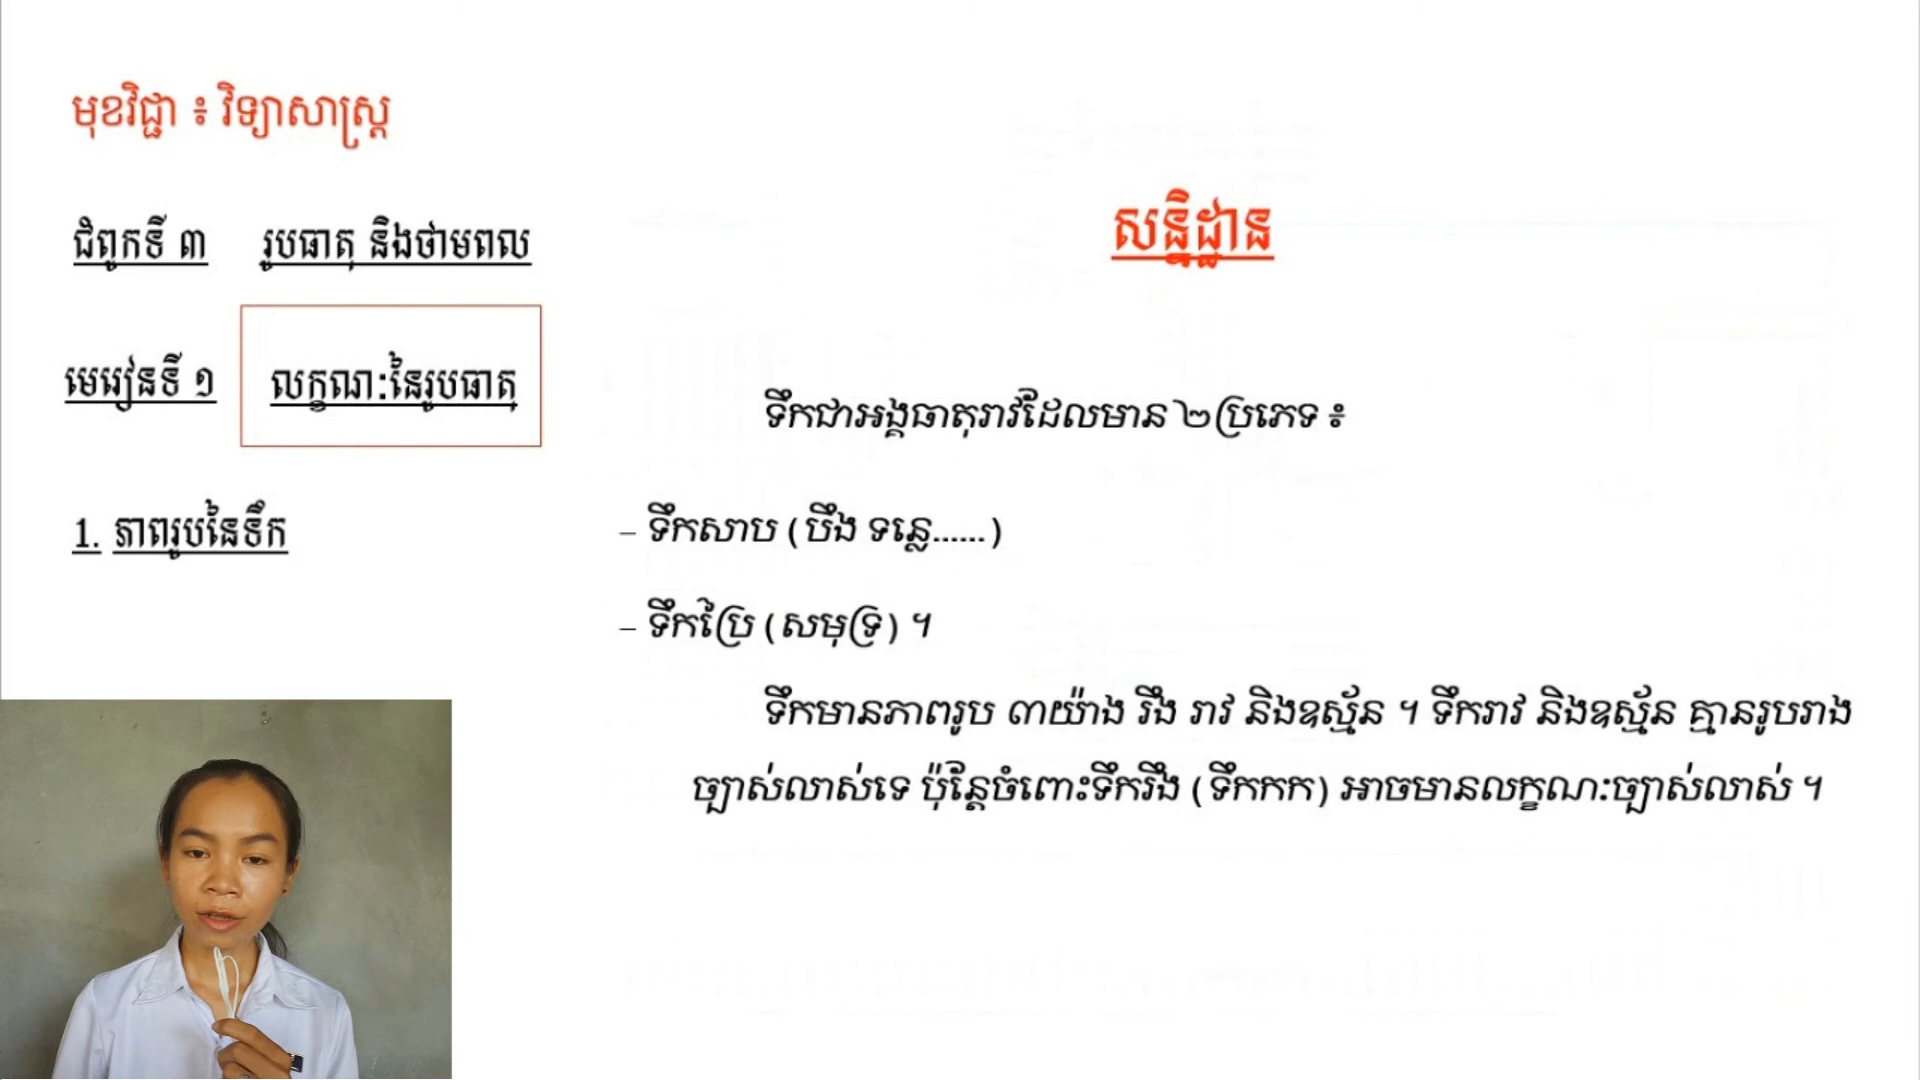 មុខវិជ្ជា ៖ វិទ្យាសាស្ត្រ
ជំពូកទី ៣ រូបធាតុ និងថាមពល
មេរៀនទី ១ លក្ខណៈនៃរូបធាតុ
1. ភាពរូបនៃទឹក
សន្និដ្ឋាន
ទឹកជាអង្គធាតុរាវដែលមាន ២ប្រភេទ ៖
– ទឹកសាប (បឹង ទន្លេ......)
– ទឹកប្រៃ (សមុទ្រ) ។
ទឹកមានភាពរូប ៣យ៉ាង រឹង រាវ និងឧស្ម័ន ។ ទឹករាវ និងឧស្ម័ន គ្មានរូបរាង
ច្បាស់លាស់ទេ ប៉ុន្តែចំពោះទឹករឹង (ទឹកកក) អាចមានលក្ខណៈច្បាស់លាស់ ។